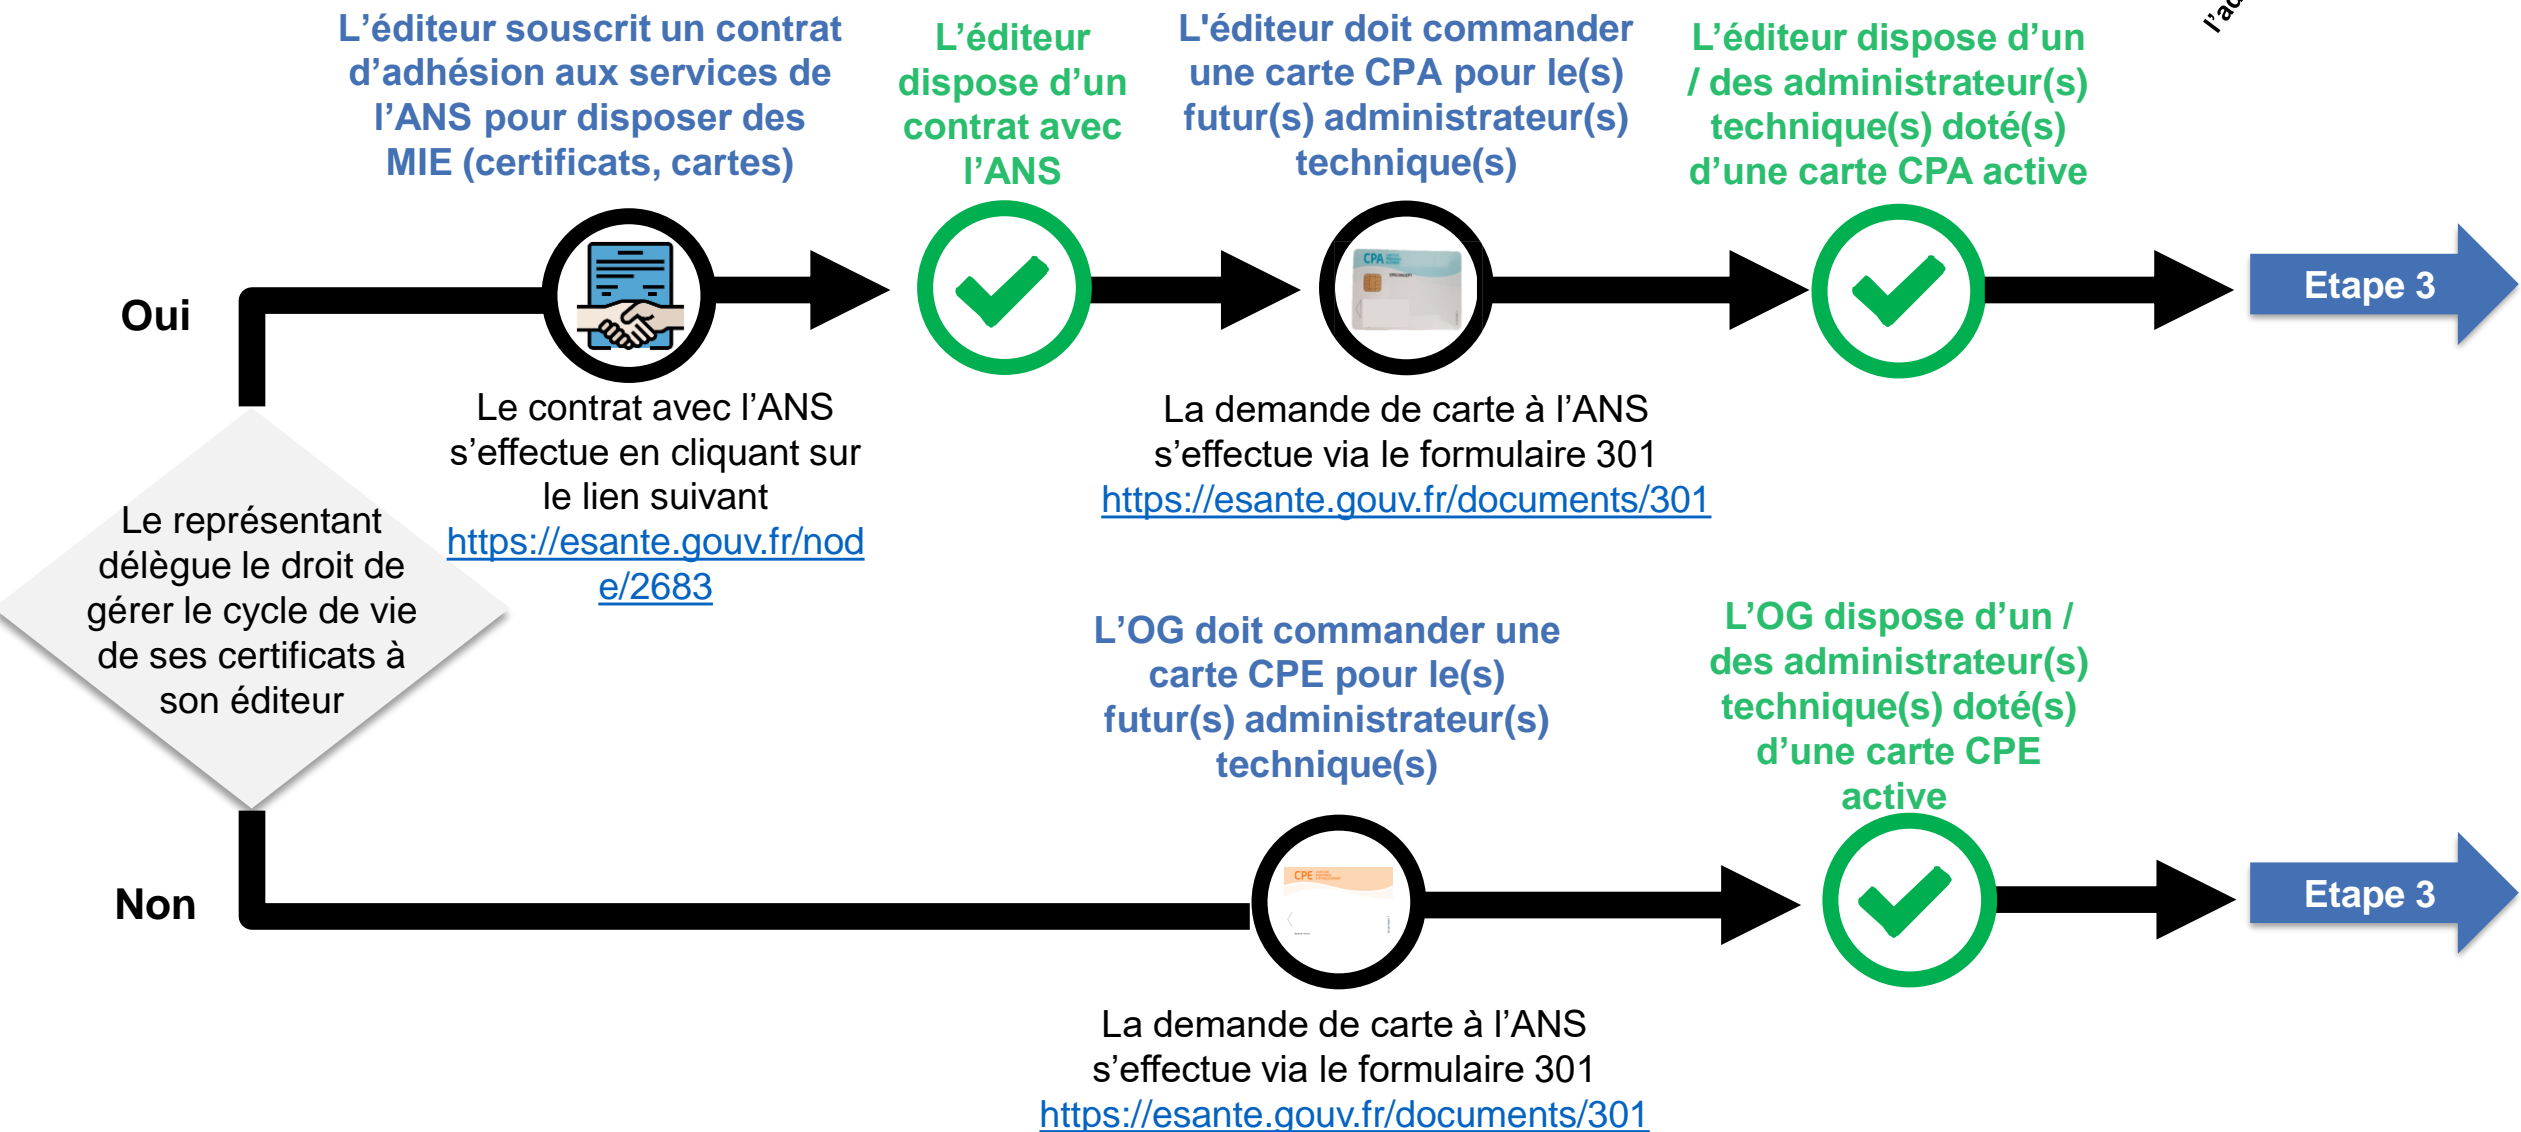 L'éditeur souscrit un contrat
d'adhésion aux services de
l'ANS pour disposer des
MIE (certificats, cartes)
L'éditeur
dispose d'un
contrat avec
l'ANS
L'éditeur doit commander
une carte CPA pour le(s)
futur(s) administrateur(s)
technique(s)
L'éditeur dispose d'un
/ des administrateur(s)
technique(s) doté(s)
d'une carte CPA active
Oui
CPA
Etape 3
Le contrat avec l'ANS
s'effectue en cliquant sur
le lien suivant
https://esante.gouv.fr/nod
e/2683
La demande de carte à l'ANS
s'effectue via le formulaire 301
https://esante.gouv.fr/documents/301
Le représentant
délègue le droit de
gérer le cycle de vie
de ses certificats à
son éditeur
L'OG doit commander une
carte CPE pour le(s)
futur(s) administrateur(s)
technique(s)
L'OG dispose d'un /
des administrateur(s)
technique(s) doté(s)
d'une carte CPE
active
Non
CPE
Etape 3
La demande de carte à l'ANS
s'effectue via le formulaire 301
https://esante.gouv.fr/documents/301